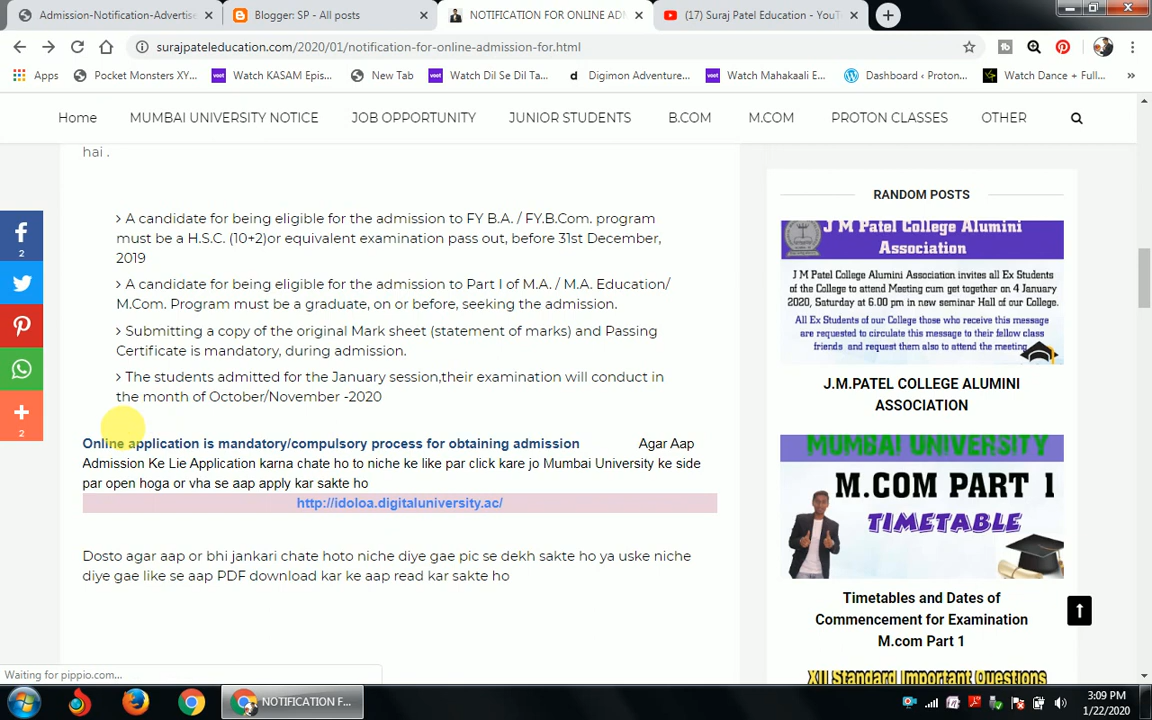 Admission-Notification-Advertise
Blogger: SP - All posts
NOTIFICATION FOR ONLINE ADM
(17) Suraj Patel Education - YouT
surajpateleducation.com/2020/01/notification-for-online-admission-for.html
Apps
Pocket Monsters XY...
Watch KASAM Epis...
New Tab
Watch Dil Se Dil Ta...
Digimon Adventure...
Watch Mahakaali E...
Dashboard ‹ Proton...
Watch Dance + Full...
Home
MUMBAI UNIVERSITY NOTICE
JOB OPPORTUNITY
JUNIOR STUDENTS
B.COM
M.COM
PROTON CLASSES
OTHER
hai .
A candidate for being eligible for the admission to FY B.A. / FY.B.Com. program
must be a H.S.C. (10+2)or equivalent examination pass out, before 31st December,
2019
A candidate for being eligible for the admission to Part I of M.A. / M.A. Education/
M.Com. Program must be a graduate, on or before, seeking the admission.
Submitting a copy of the original Mark sheet (statement of marks) and Passing
Certificate is mandatory, during admission.
The students admitted for the January session,their examination will conduct in
the month of October/November -2020
Online application is mandatory/compulsory process for obtaining admission Agar Aap
Admission Ke Lie Application karna chate ho to niche ke like par click kare jo Mumbai University ke side
par open hoga or vha se aap apply kar sakte ho
http://idoloa.digitaluniversity.ac/
Dosto agar aap or bhi jankari chate hoto niche diye gae pic se dekh sakte ho ya uske niche
diye gae like se aap PDF download kar ke aap read kar sakte ho
2
2
RANDOM POSTS
J M Patel College Alumini
Association
J M Patel College Alumini Association invites all Ex Students
of the College to attend Meeting cum get together on 4 January
2020, Saturday at 6.00 pm in new seminar Hall of our College.
All Ex Students of our College those who receive this message
are requested to circulate this message to their fellow class
friends and request them also to attend the meeting.
J.M.PATEL COLLEGE ALUMINI
ASSOCIATION
MUMBAI UNIVERSITY
M.COM PART 1
TIMETABLE
Timetables and Dates of
Commencement for Examination
M.com Part 1
XII Standard Important Questions
Waiting for pippio.com...
NOTIFICATION F...
3:09 PM
1/22/2020